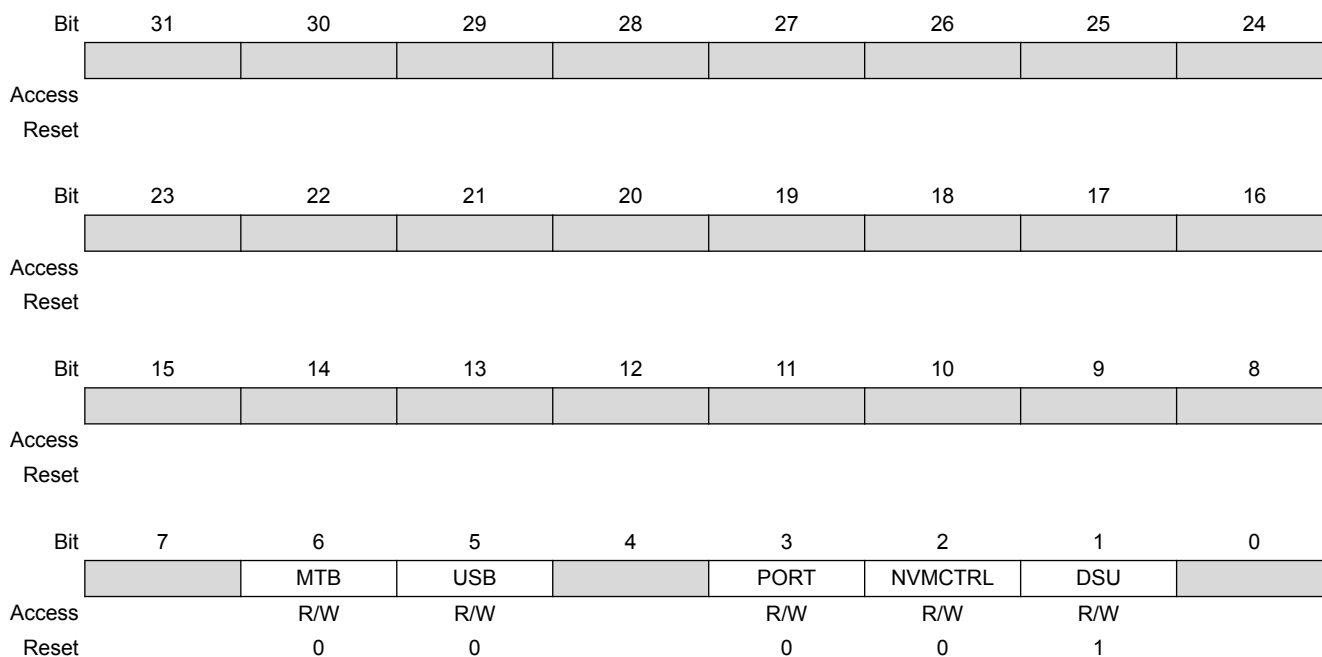 Bit 31 30 29 28 27 26 25 24
Access
Reset
Bit 23 22 21 20 19 18 17 16
Access
Reset
Bit 15 14 13 12 11 10 9 8
Access
Reset
Bit 7 6 5 4 3 2 1 0
MTB USB PORT NVMCTRL DSU
Access R/W R/W R/W R/W R/W
Reset 0 0 0 0 1